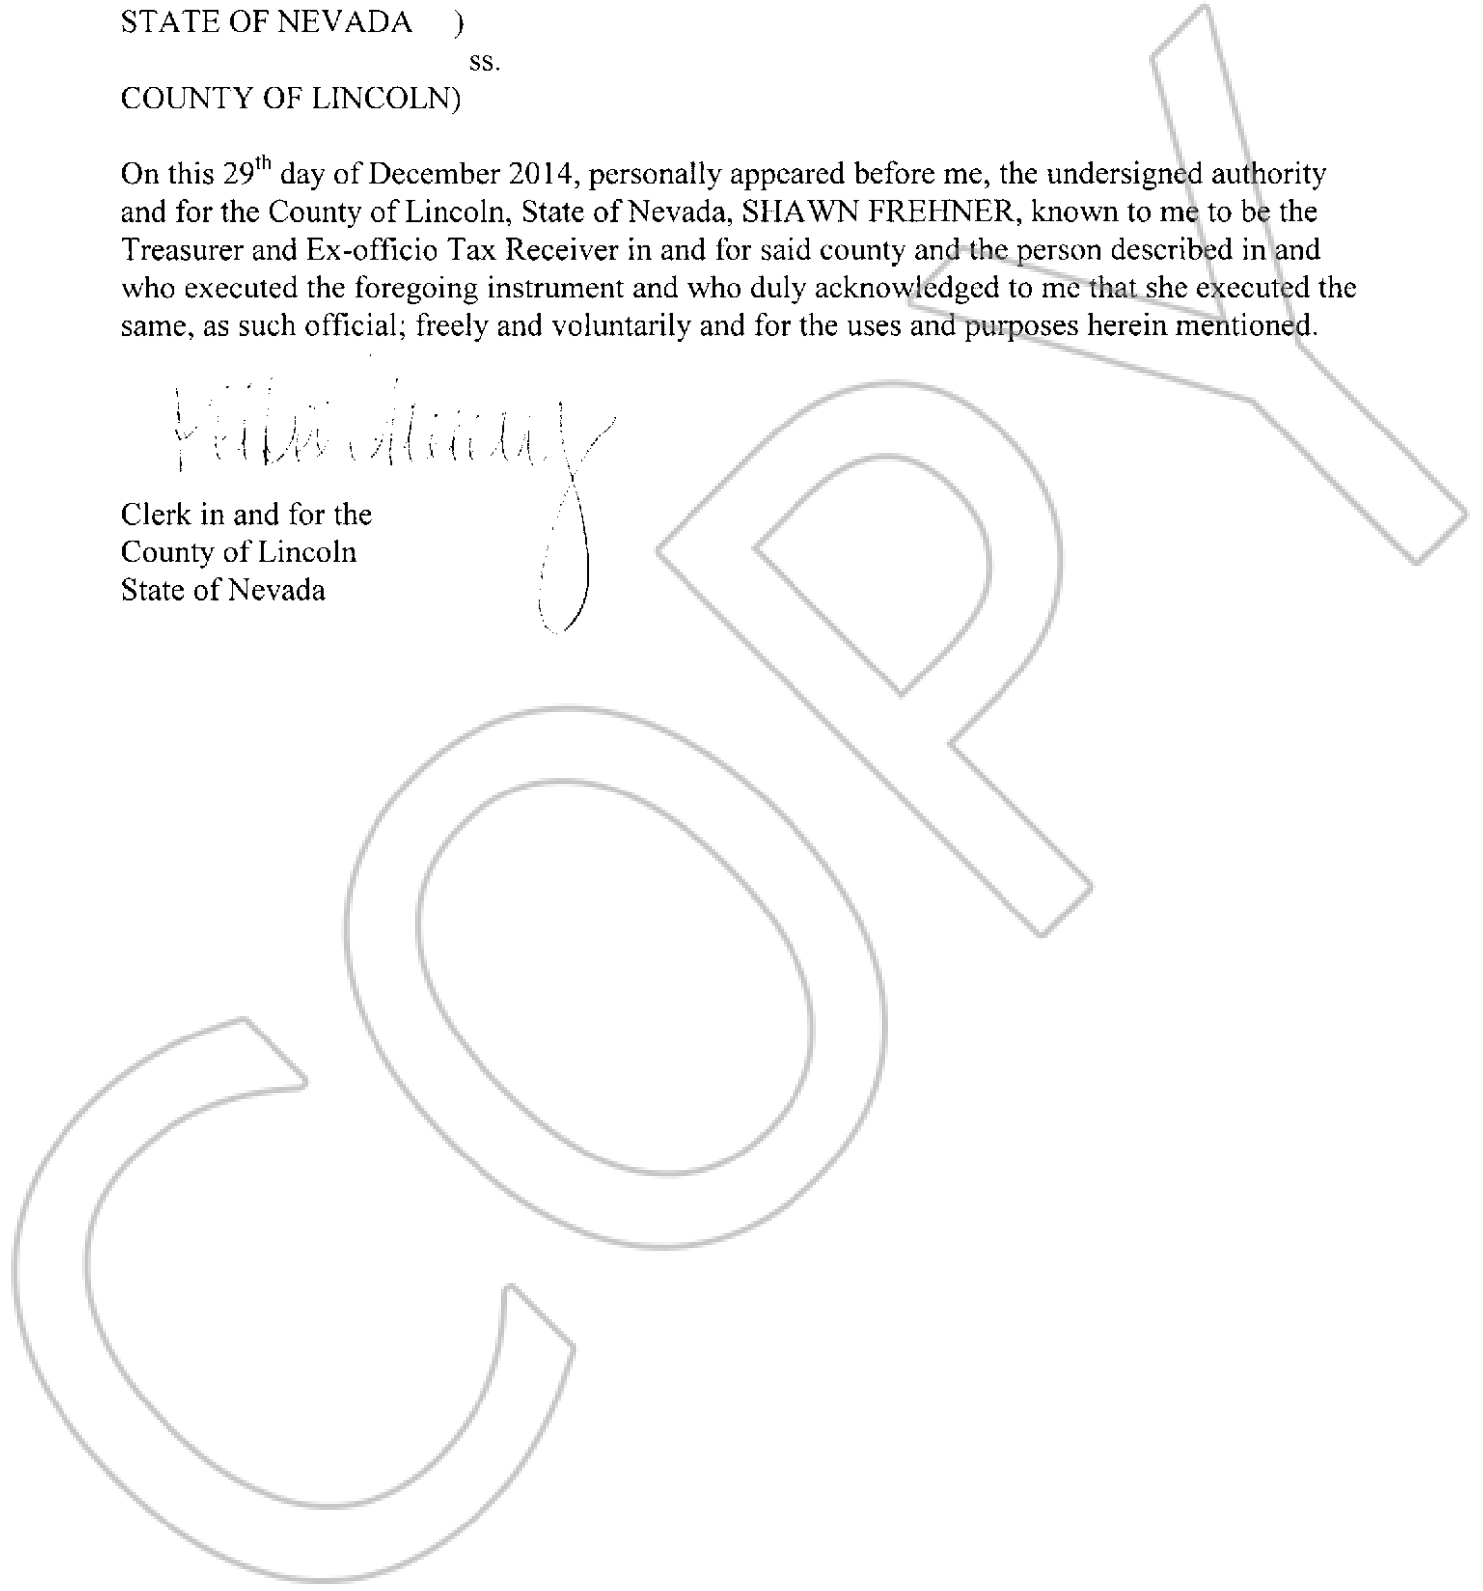 STATE OF NEVADA )
ss.
COUNTY OF LINCOLN)
On this 29th day of December 2014, personally appeared before me, the undersigned authority
and for the County of Lincoln, State of Nevada, SHAWN FREHNER, known to me to be the
Treasurer and Ex-officio Tax Receiver in and for said county and the person described in and
who executed the foregoing instrument and who duly acknowledged to me that she executed the
same, as such official; freely and voluntarily and for the uses and purposes herein mentioned.
Clerk in and for the
County of Lincoln
State of Nevada
COPY